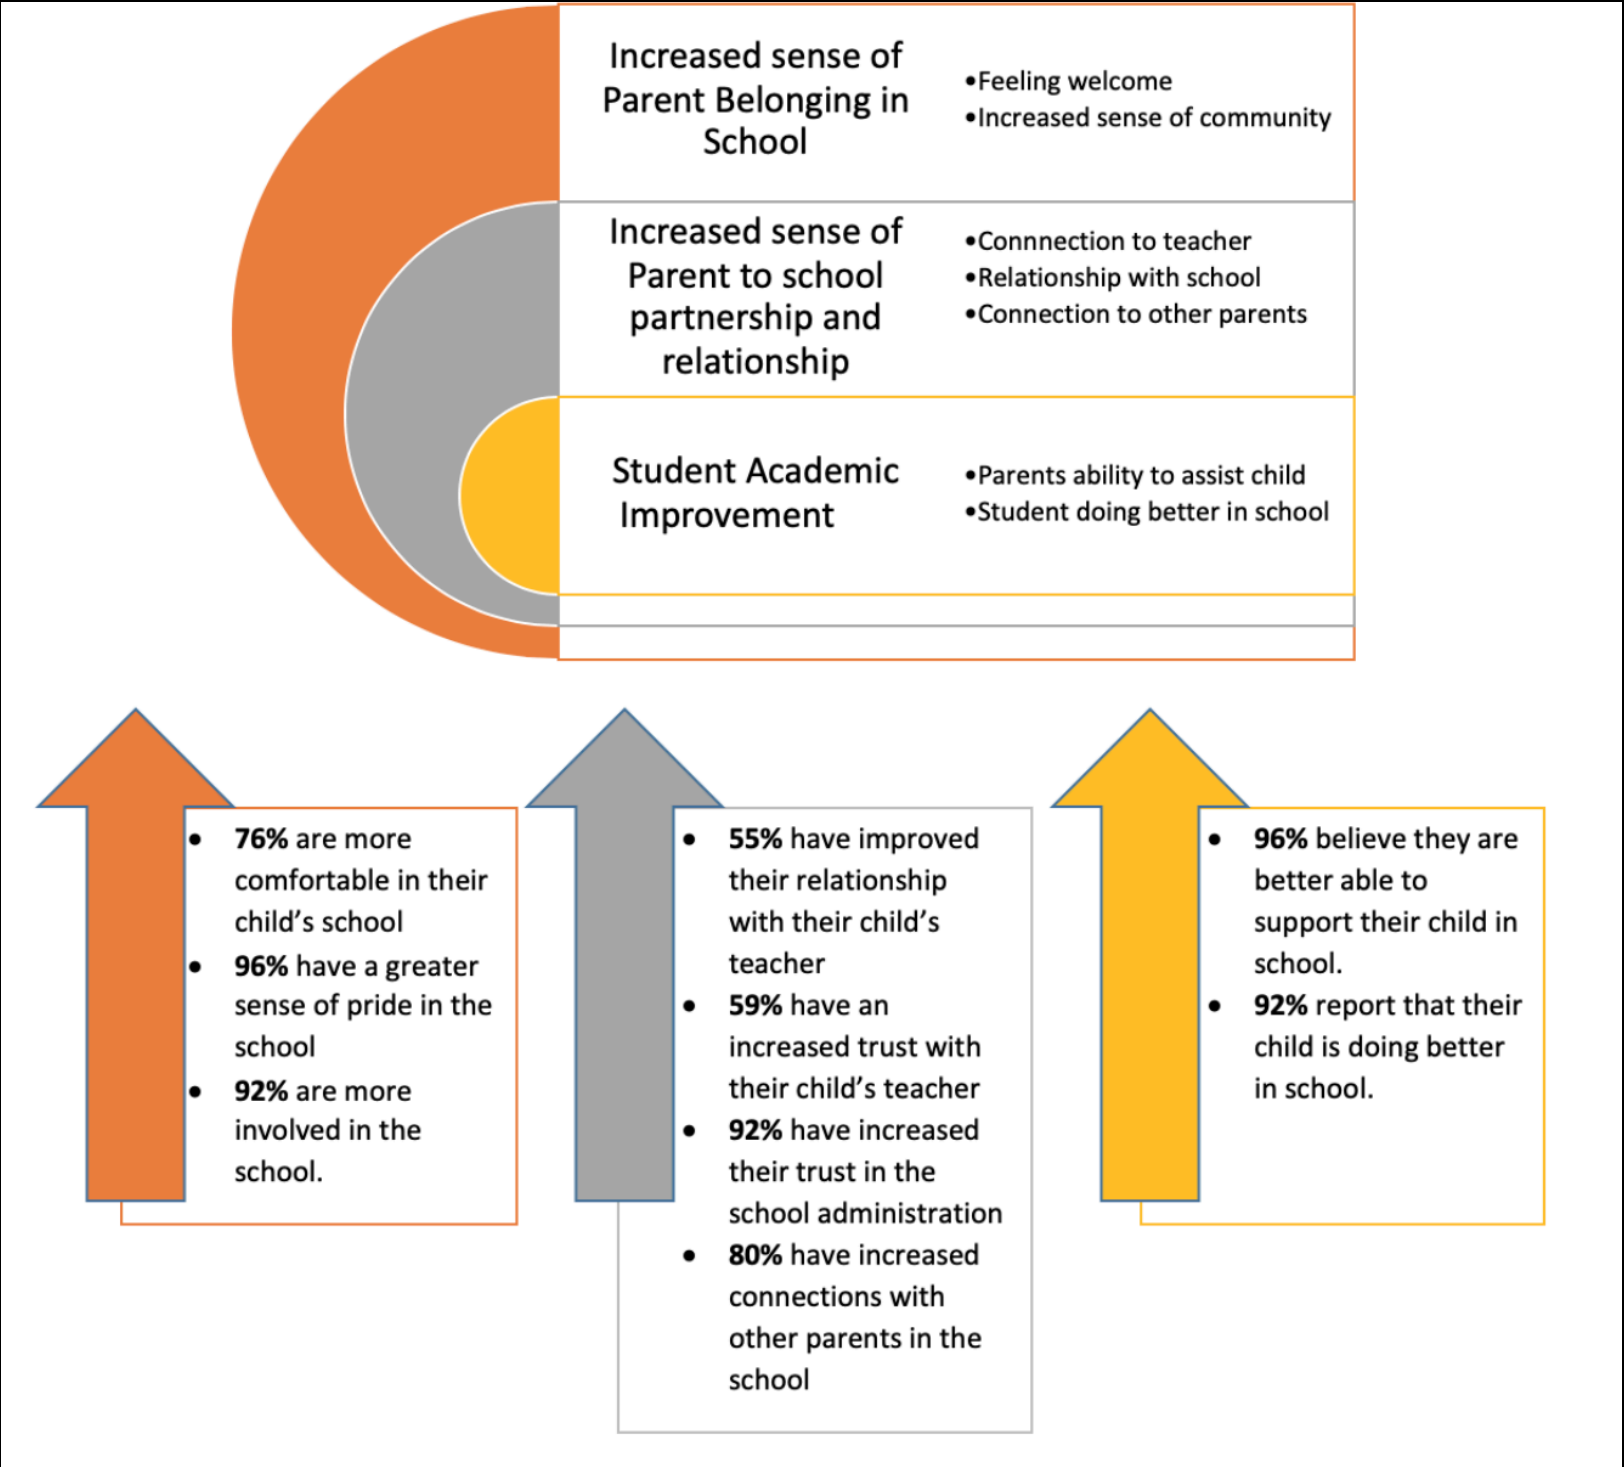 Increased sense of
Parent Belonging in
School
•Feeling welcome
•Increased sense of community
Increased sense of
Parent to school
partnership and
relationship
•Connnection to teacher
•Relationship with school
•Connection to other parents
Student Academic
Improvement
•Parents ability to assist child
•Student doing better in school
• 76% are more
comfortable in their
child’s school
• 96% have a greater
sense of pride in the
school
• 92% are more
involved in the
school.
• 55% have improved
their relationship
with their child’s
teacher
• 59% have an
increased trust with
their child’s teacher
• 92% have increased
their trust in the
school administration
• 80% have increased
connections with
other parents in the
school
• 96% believe they are
better able to
support their child in
school.
• 92% report that their
child is doing better
in school.